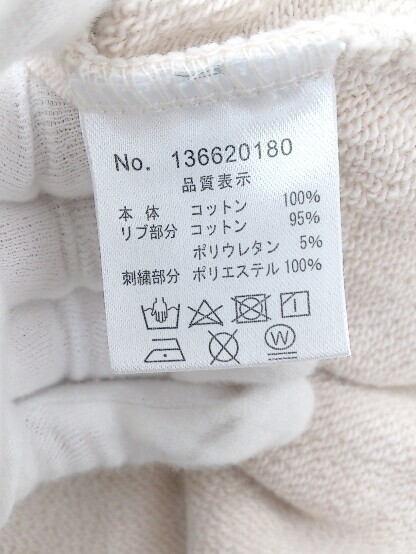 No. 136620180
品質表示
本体 コットン 100%
リブ部分 コットン 95%
ポリウレタン 5%
刺繍部分 ポリエステル 100%
W